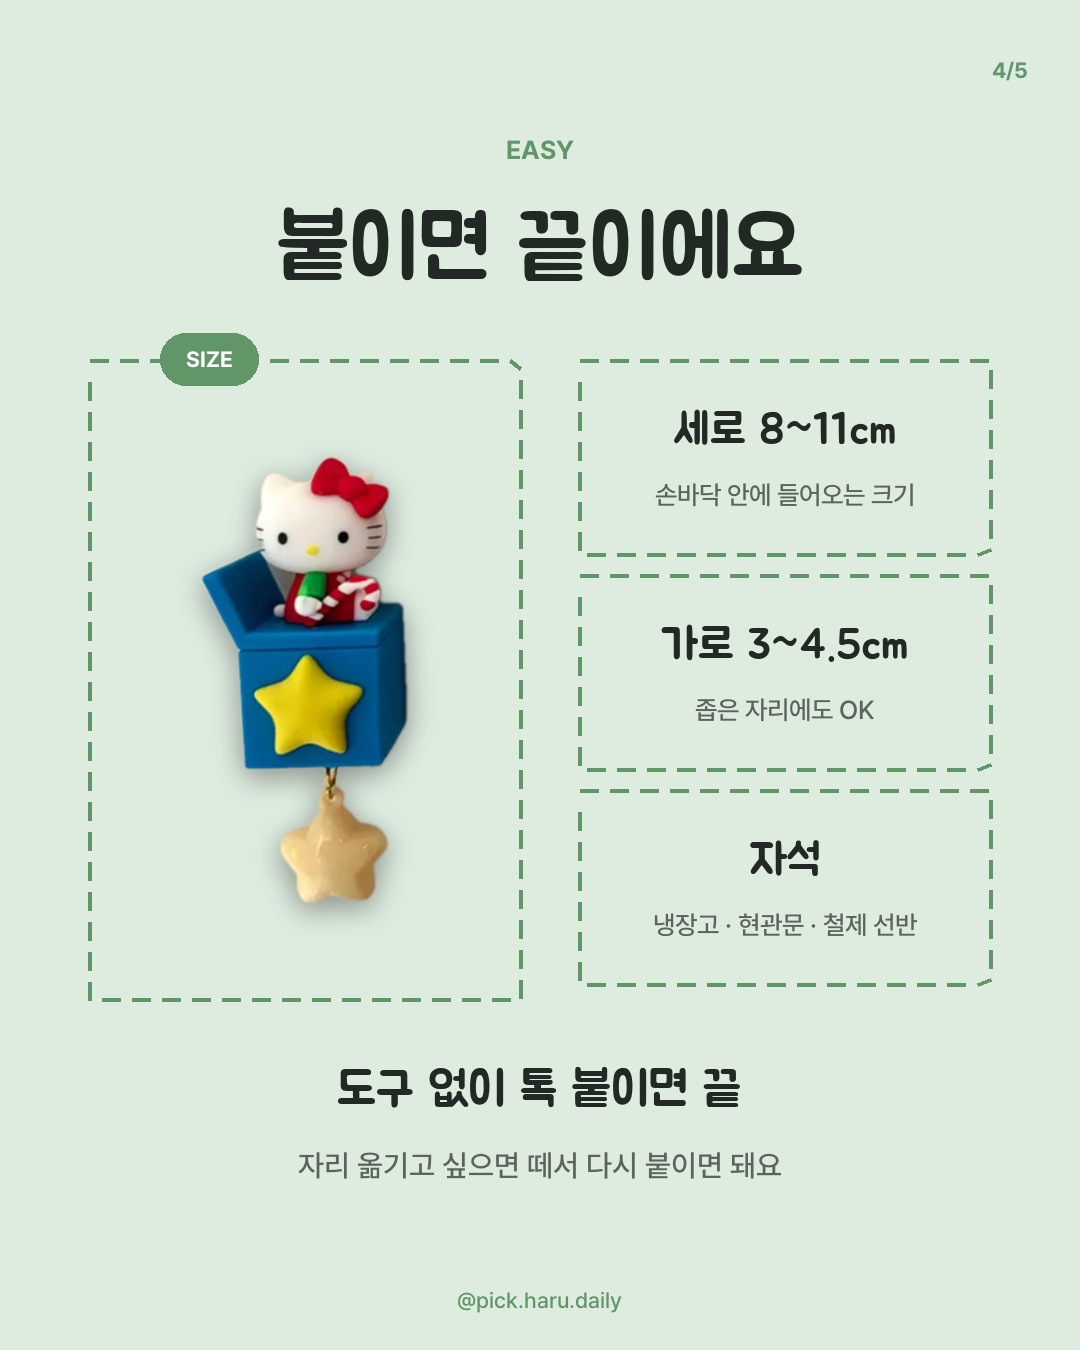 4/5
EASY
붙이면 끝이에요
SIZE
세로 8~11cm
손바닥 안에 들어오는 크기
가로 3~4.5cm
좁은 자리에도 OK
자석
냉장고 · 현관문 · 철제 선반
도구 없이 톡 붙이면 끝
자리 옮기고 싶으면 떼서 다시 붙이면 돼요
@pick.haru.daily